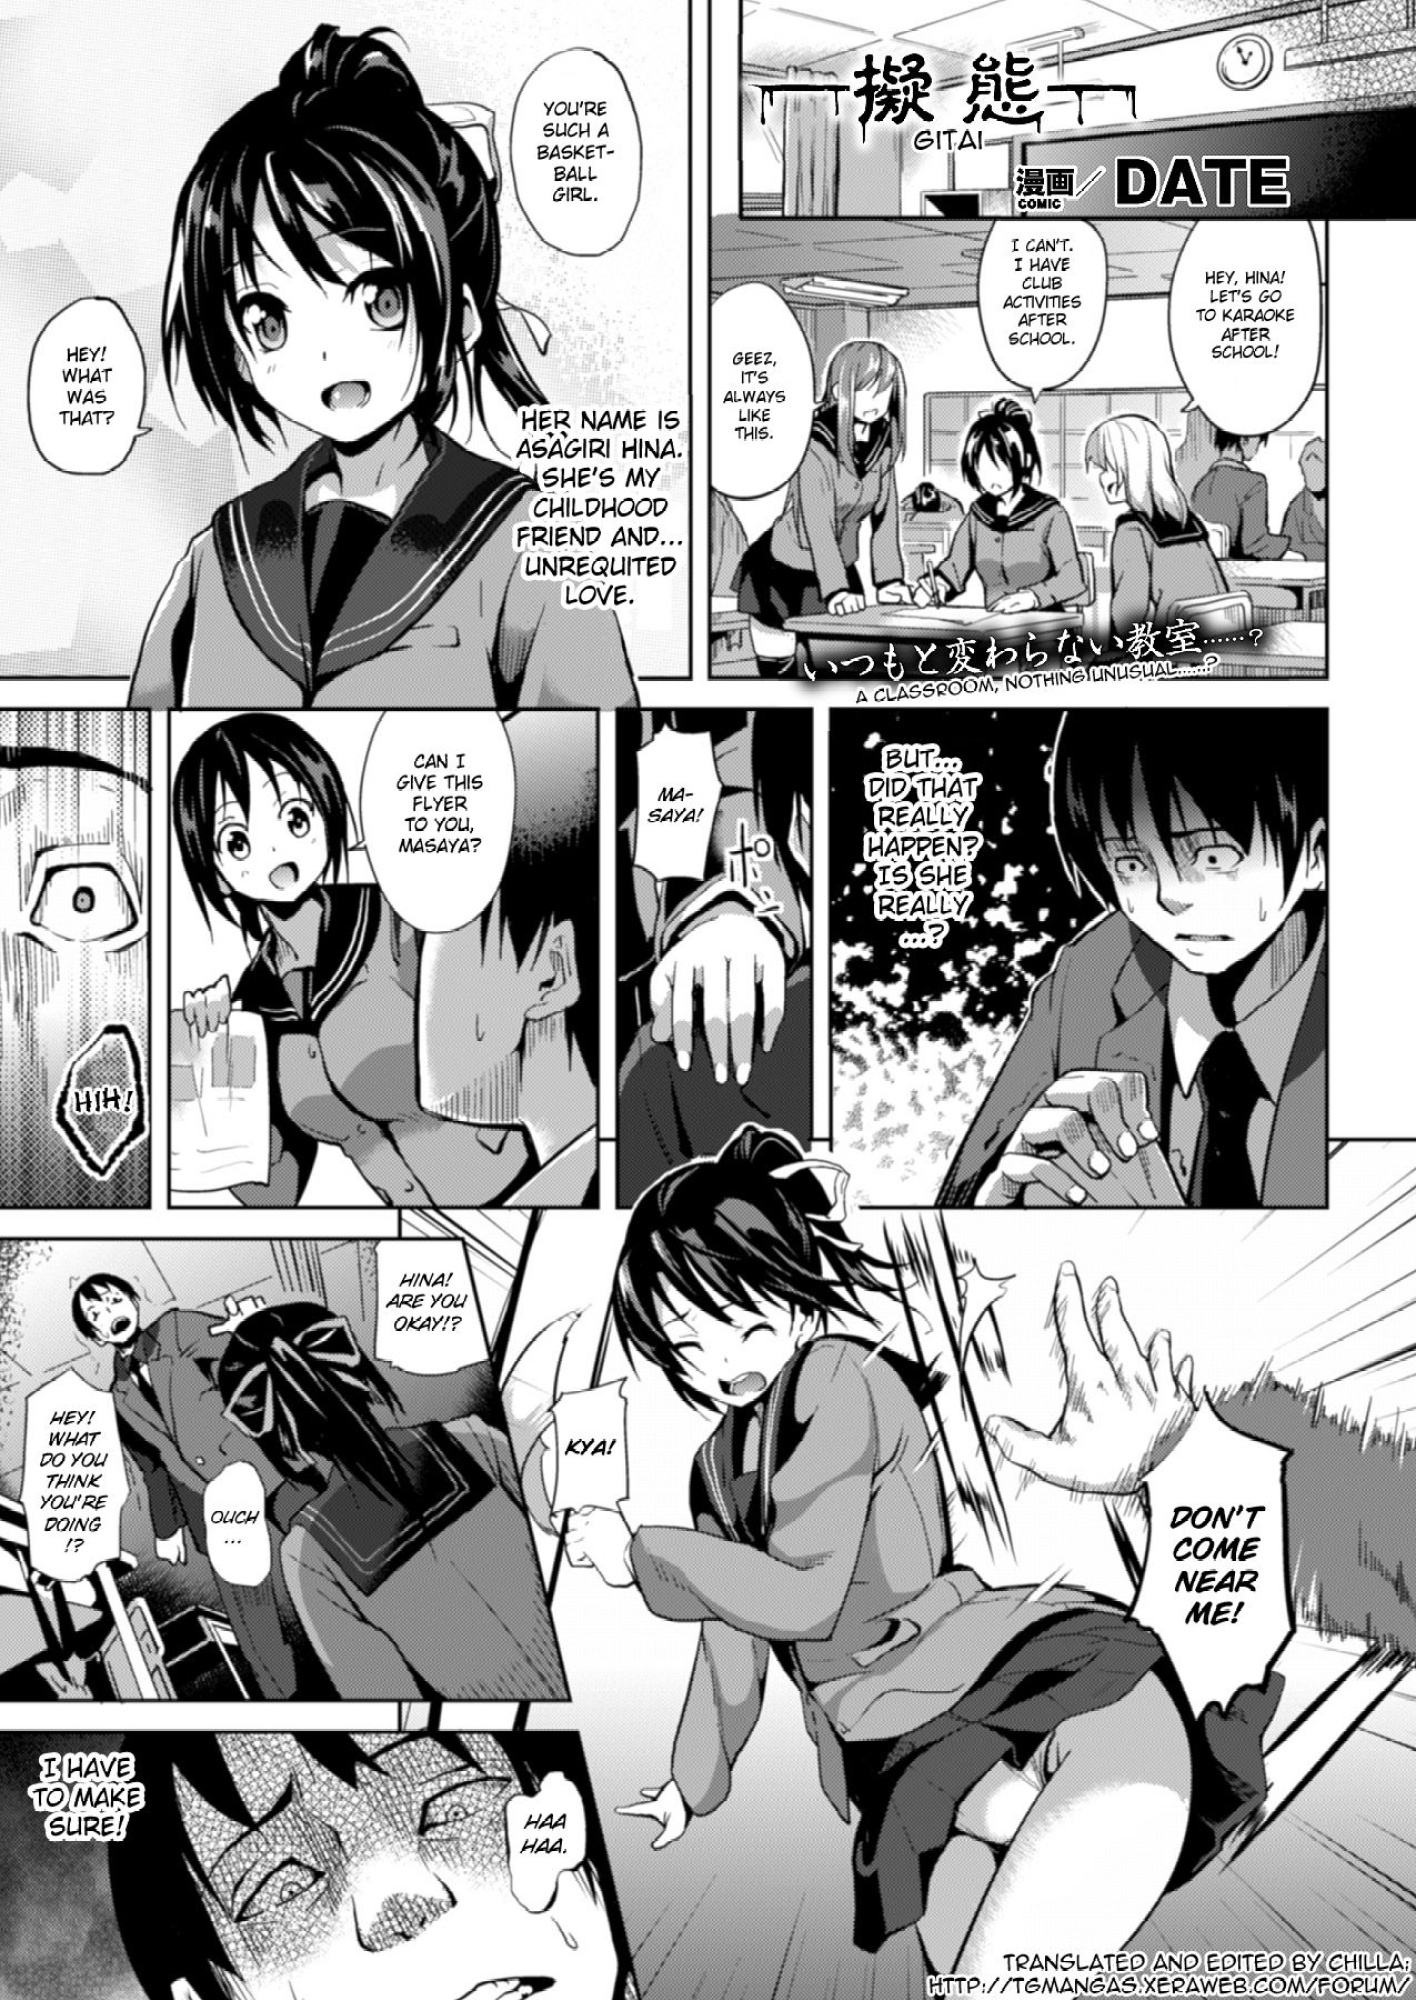 擬態
GITAI
漫画
COMIC
/ DATE
HEY, HINA!
LET'S GO
TO KARAOKE
AFTER
SCHOOL!
I CAN'T.
I HAVE
CLUB
ACTIVITIES
AFTER
SCHOOL.
GEEZ,
IT'S
ALWAYS
LIKE
THIS.
いつもと変わらない教室……?
A CLASSROOM, NOTHING UNUSUAL......?
YOU'RE
SUCH A
BASKET-
BALL
GIRL.
HEY!
WHAT
WAS
THAT?
HER NAME IS
ASAGIRI HINA.
SHE'S MY
CHILDHOOD
FRIEND AND...
UNREQUITED
LOVE.
BUT...
DID THAT
REALLY
HAPPEN?
IS SHE
REALLY
....?
MA-
SAYA!
ポン
CAN I
GIVE THIS
FLYER
TO YOU,
MASAYA?
HIH!
DON'T
COME
NEAR
ME!
KYA!
HINA!
ARE YOU
OKAY!?
OUCH
...
HEY!
WHAT
DO YOU
THINK
YOU'RE
DOING
!?
I HAVE
TO MAKE
SURE!
HAA
HAA.
TRANSLATED AND EDITED BY CHILLA;
HTTP://TGMANGAS.XERAWEB.COM/FORUM/